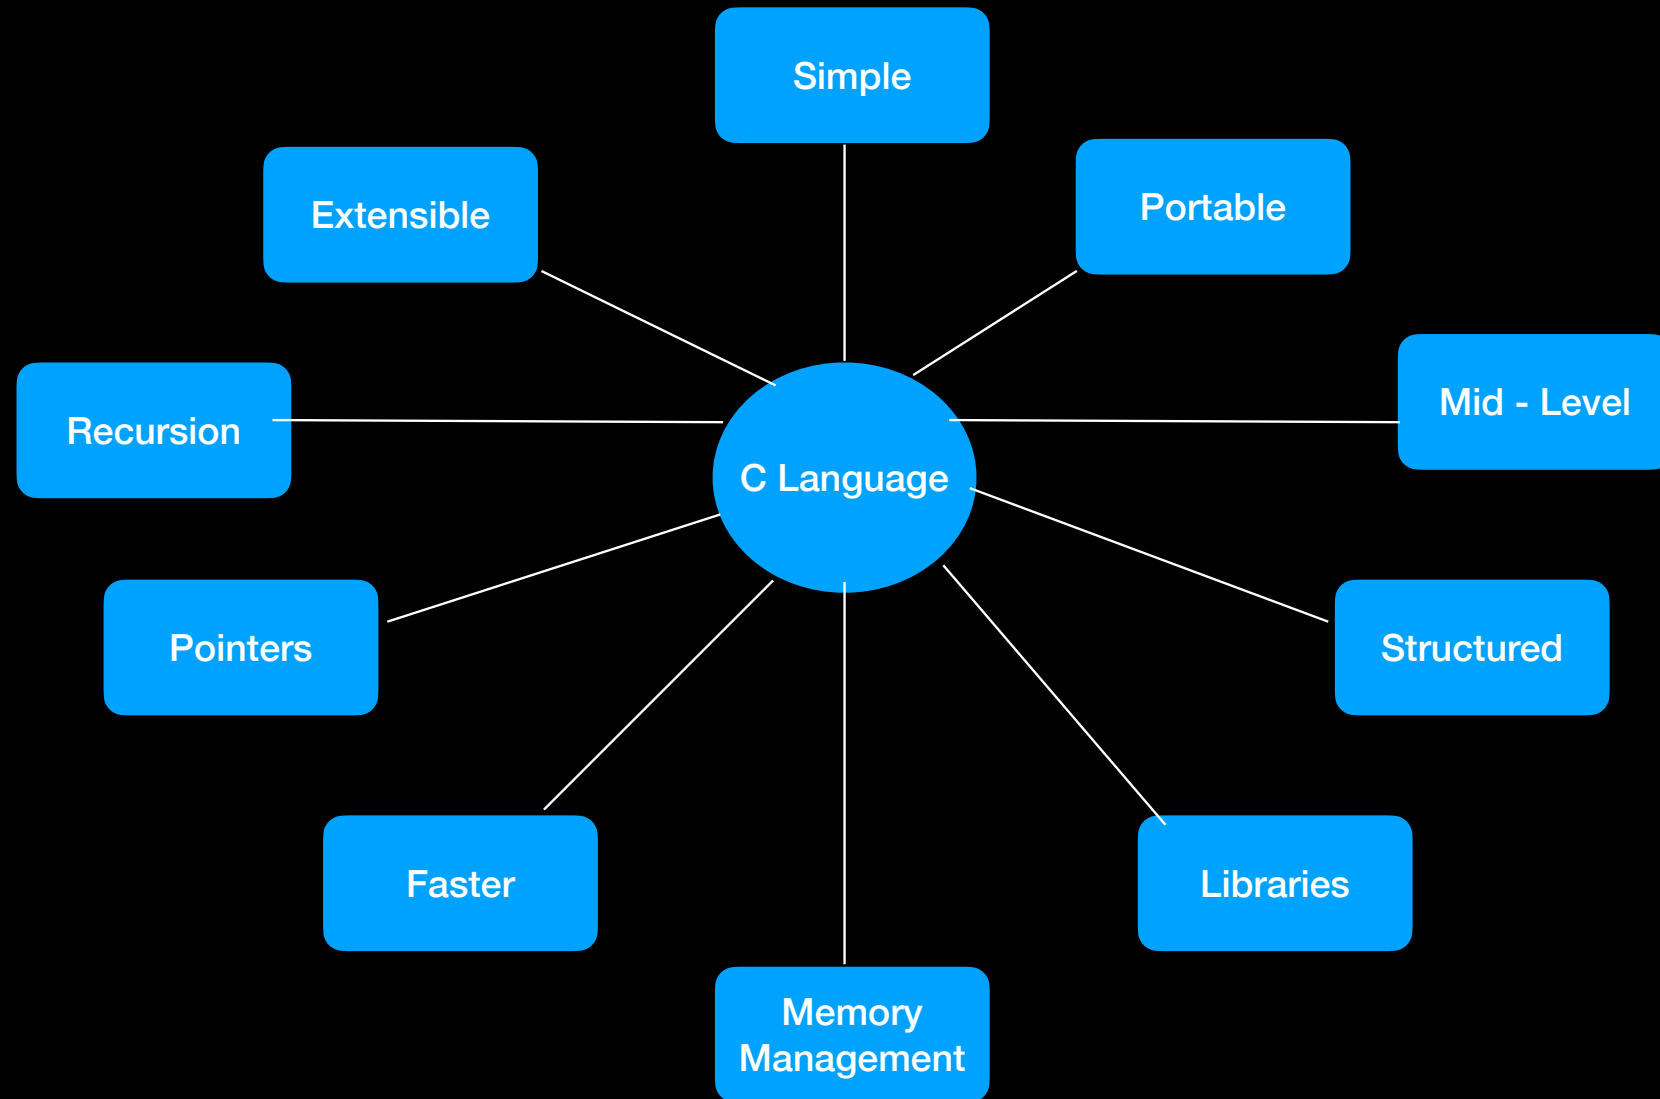 Simple
Extensible
Portable
Mid - Level
Recursion
C Language
Pointers
Structured
Faster
Libraries
Memory
Management